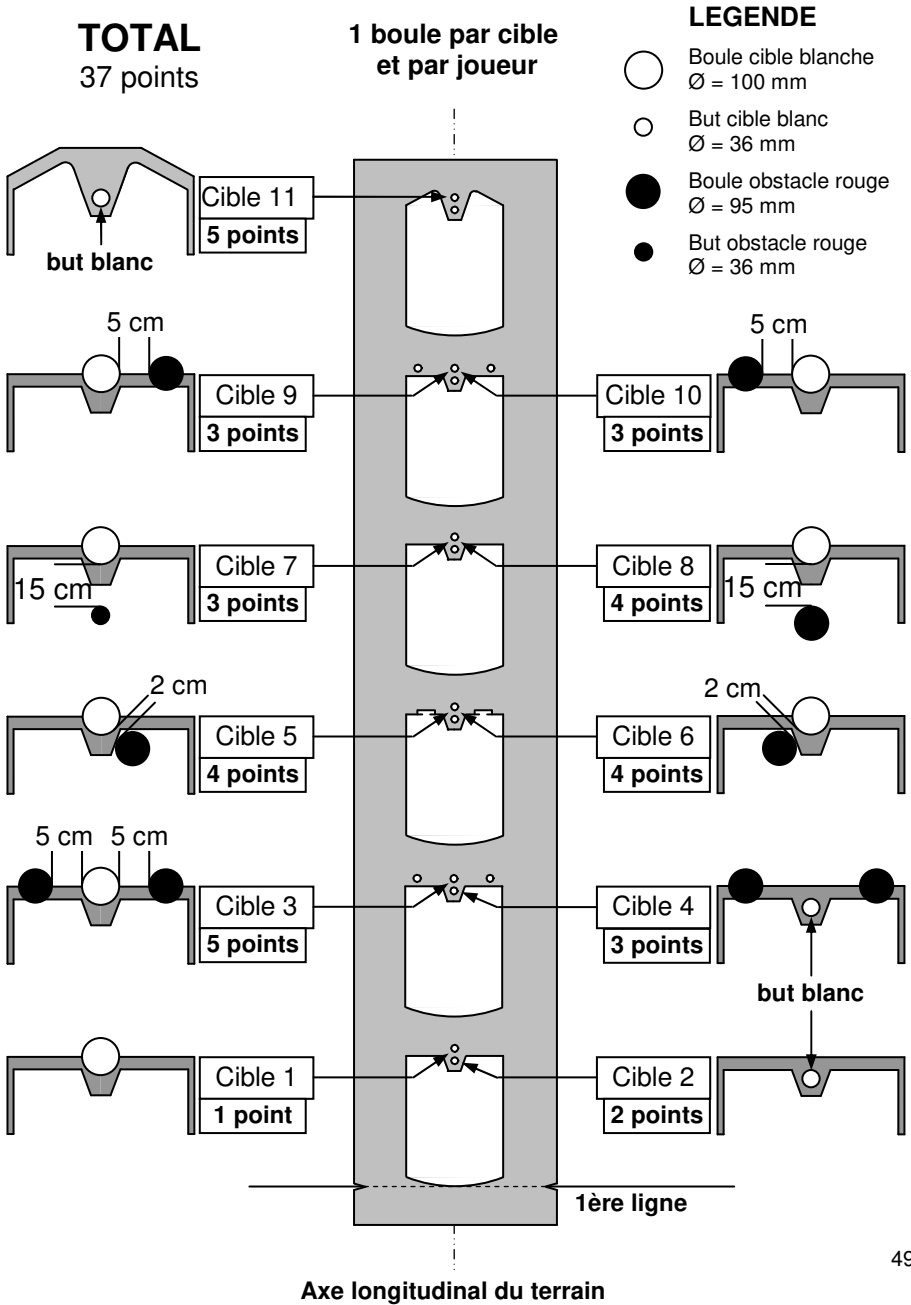 TOTAL
37 points
1 boule par cible
et par joueur
LEGENDE
Boule cible blanche
Ø = 100 mm
But cible blanc
Ø = 36 mm
Boule obstacle rouge
Ø = 95 mm
But obstacle rouge
Ø = 36 mm
Cible 11
5 points
but blanc
5 cm
Cible 9
3 points
5 cm
Cible 10
3 points
15 cm
Cible 7
3 points
15 cm
Cible 8
4 points
2 cm
Cible 5
4 points
2 cm
Cible 6
4 points
5 cm 5 cm
Cible 3
5 points
Cible 4
3 points
but blanc
Cible 1
1 point
Cible 2
2 points
1ère ligne
Axe longitudinal du terrain
49